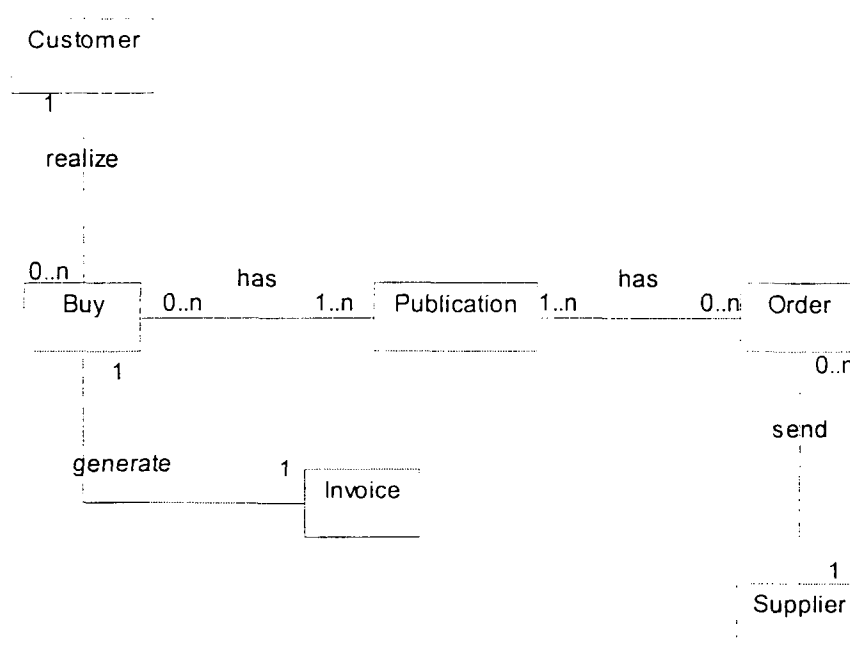 Customer
1
realize
0..n
has
has
Buy
0..n
1..n
Publication
1..n
0..n
Order
1
0..n
send
generate
1
Invoice
1
Supplier